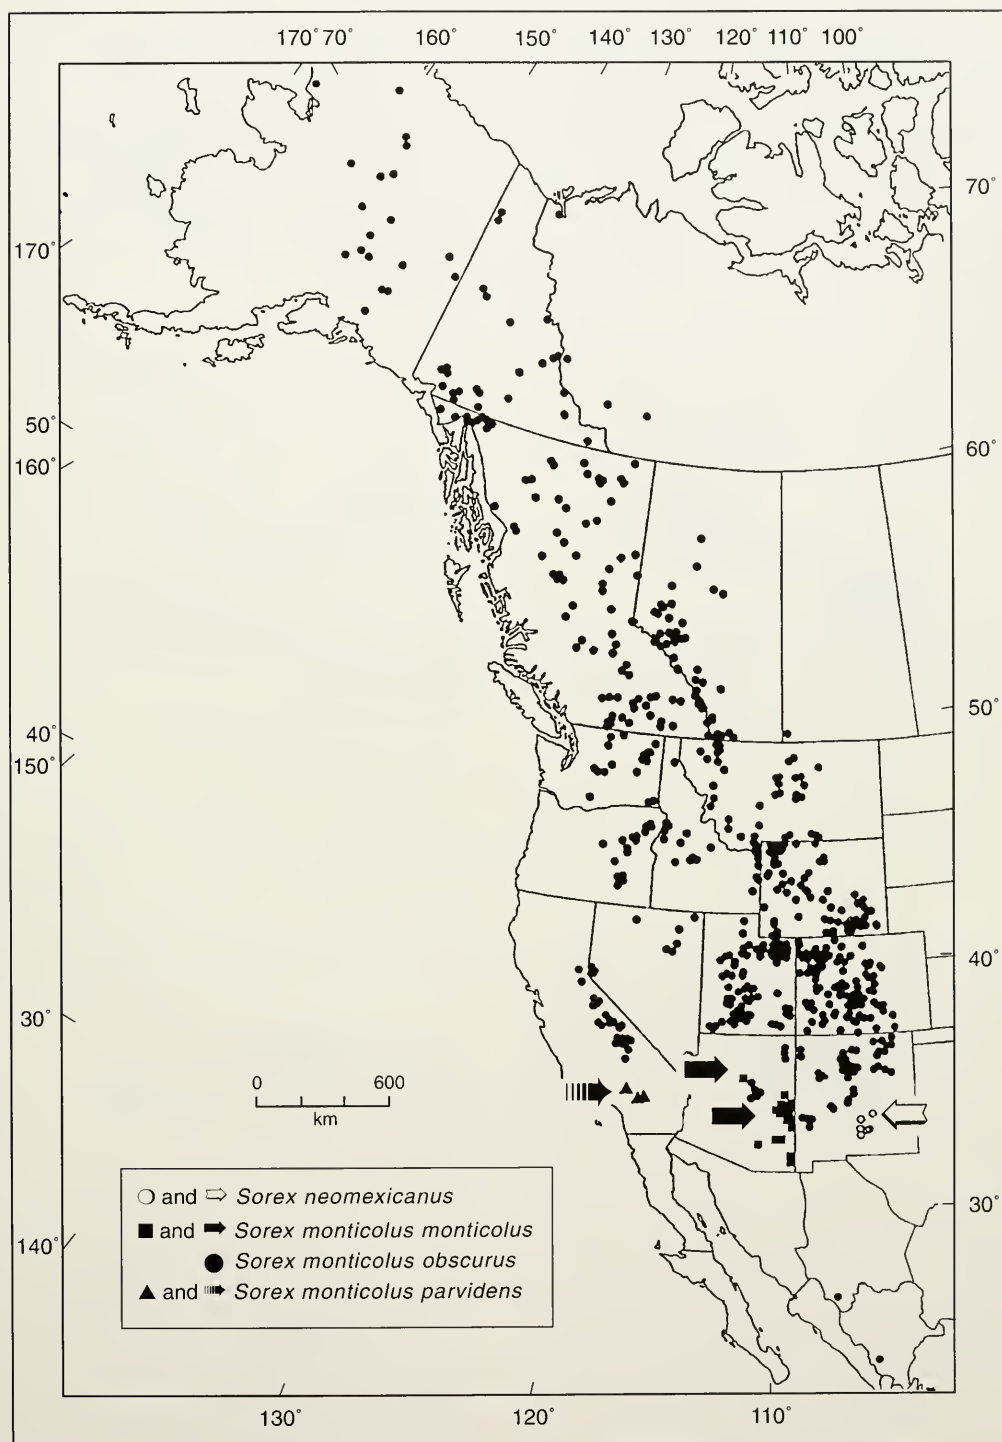 170° 70° 160° 150° 140° 130° 120° 110° 100°
70°
170°
50°
160°
60°
50°
40°
150°
40°
30°
0 600
km
○ and ⇨ Sorex neomexicanus
■ and ➡ Sorex monticolus monticolus
● Sorex monticolus obscurus
▲ and ➠ Sorex monticolus parvidens
30°
140°
130° 120° 110°